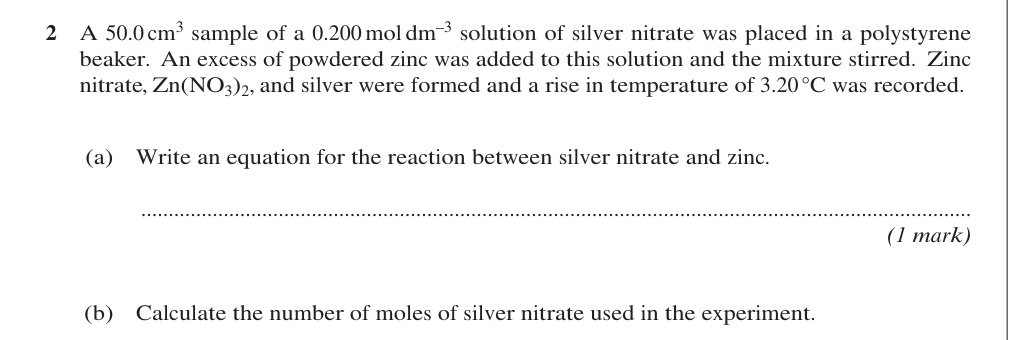 2 A 50.0 cm³ sample of a 0.200 mol dm⁻³ solution of silver nitrate was placed in a polystyrene
beaker. An excess of powdered zinc was added to this solution and the mixture stirred. Zinc
nitrate, Zn(NO₃)₂, and silver were formed and a rise in temperature of 3.20 °C was recorded.
(a) Write an equation for the reaction between silver nitrate and zinc.
(1 mark)
(b) Calculate the number of moles of silver nitrate used in the experiment.